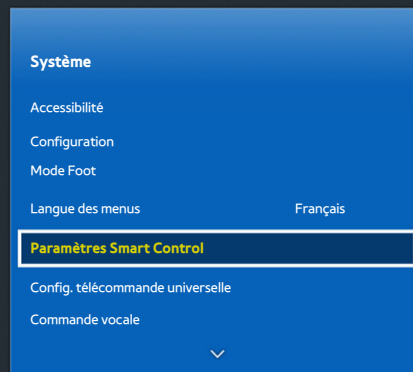 Système
Accessibilité
Configuration
Mode Foot
Langue des menus Français
Paramètres Smart Control
Config. télécommande universelle
Commande vocale